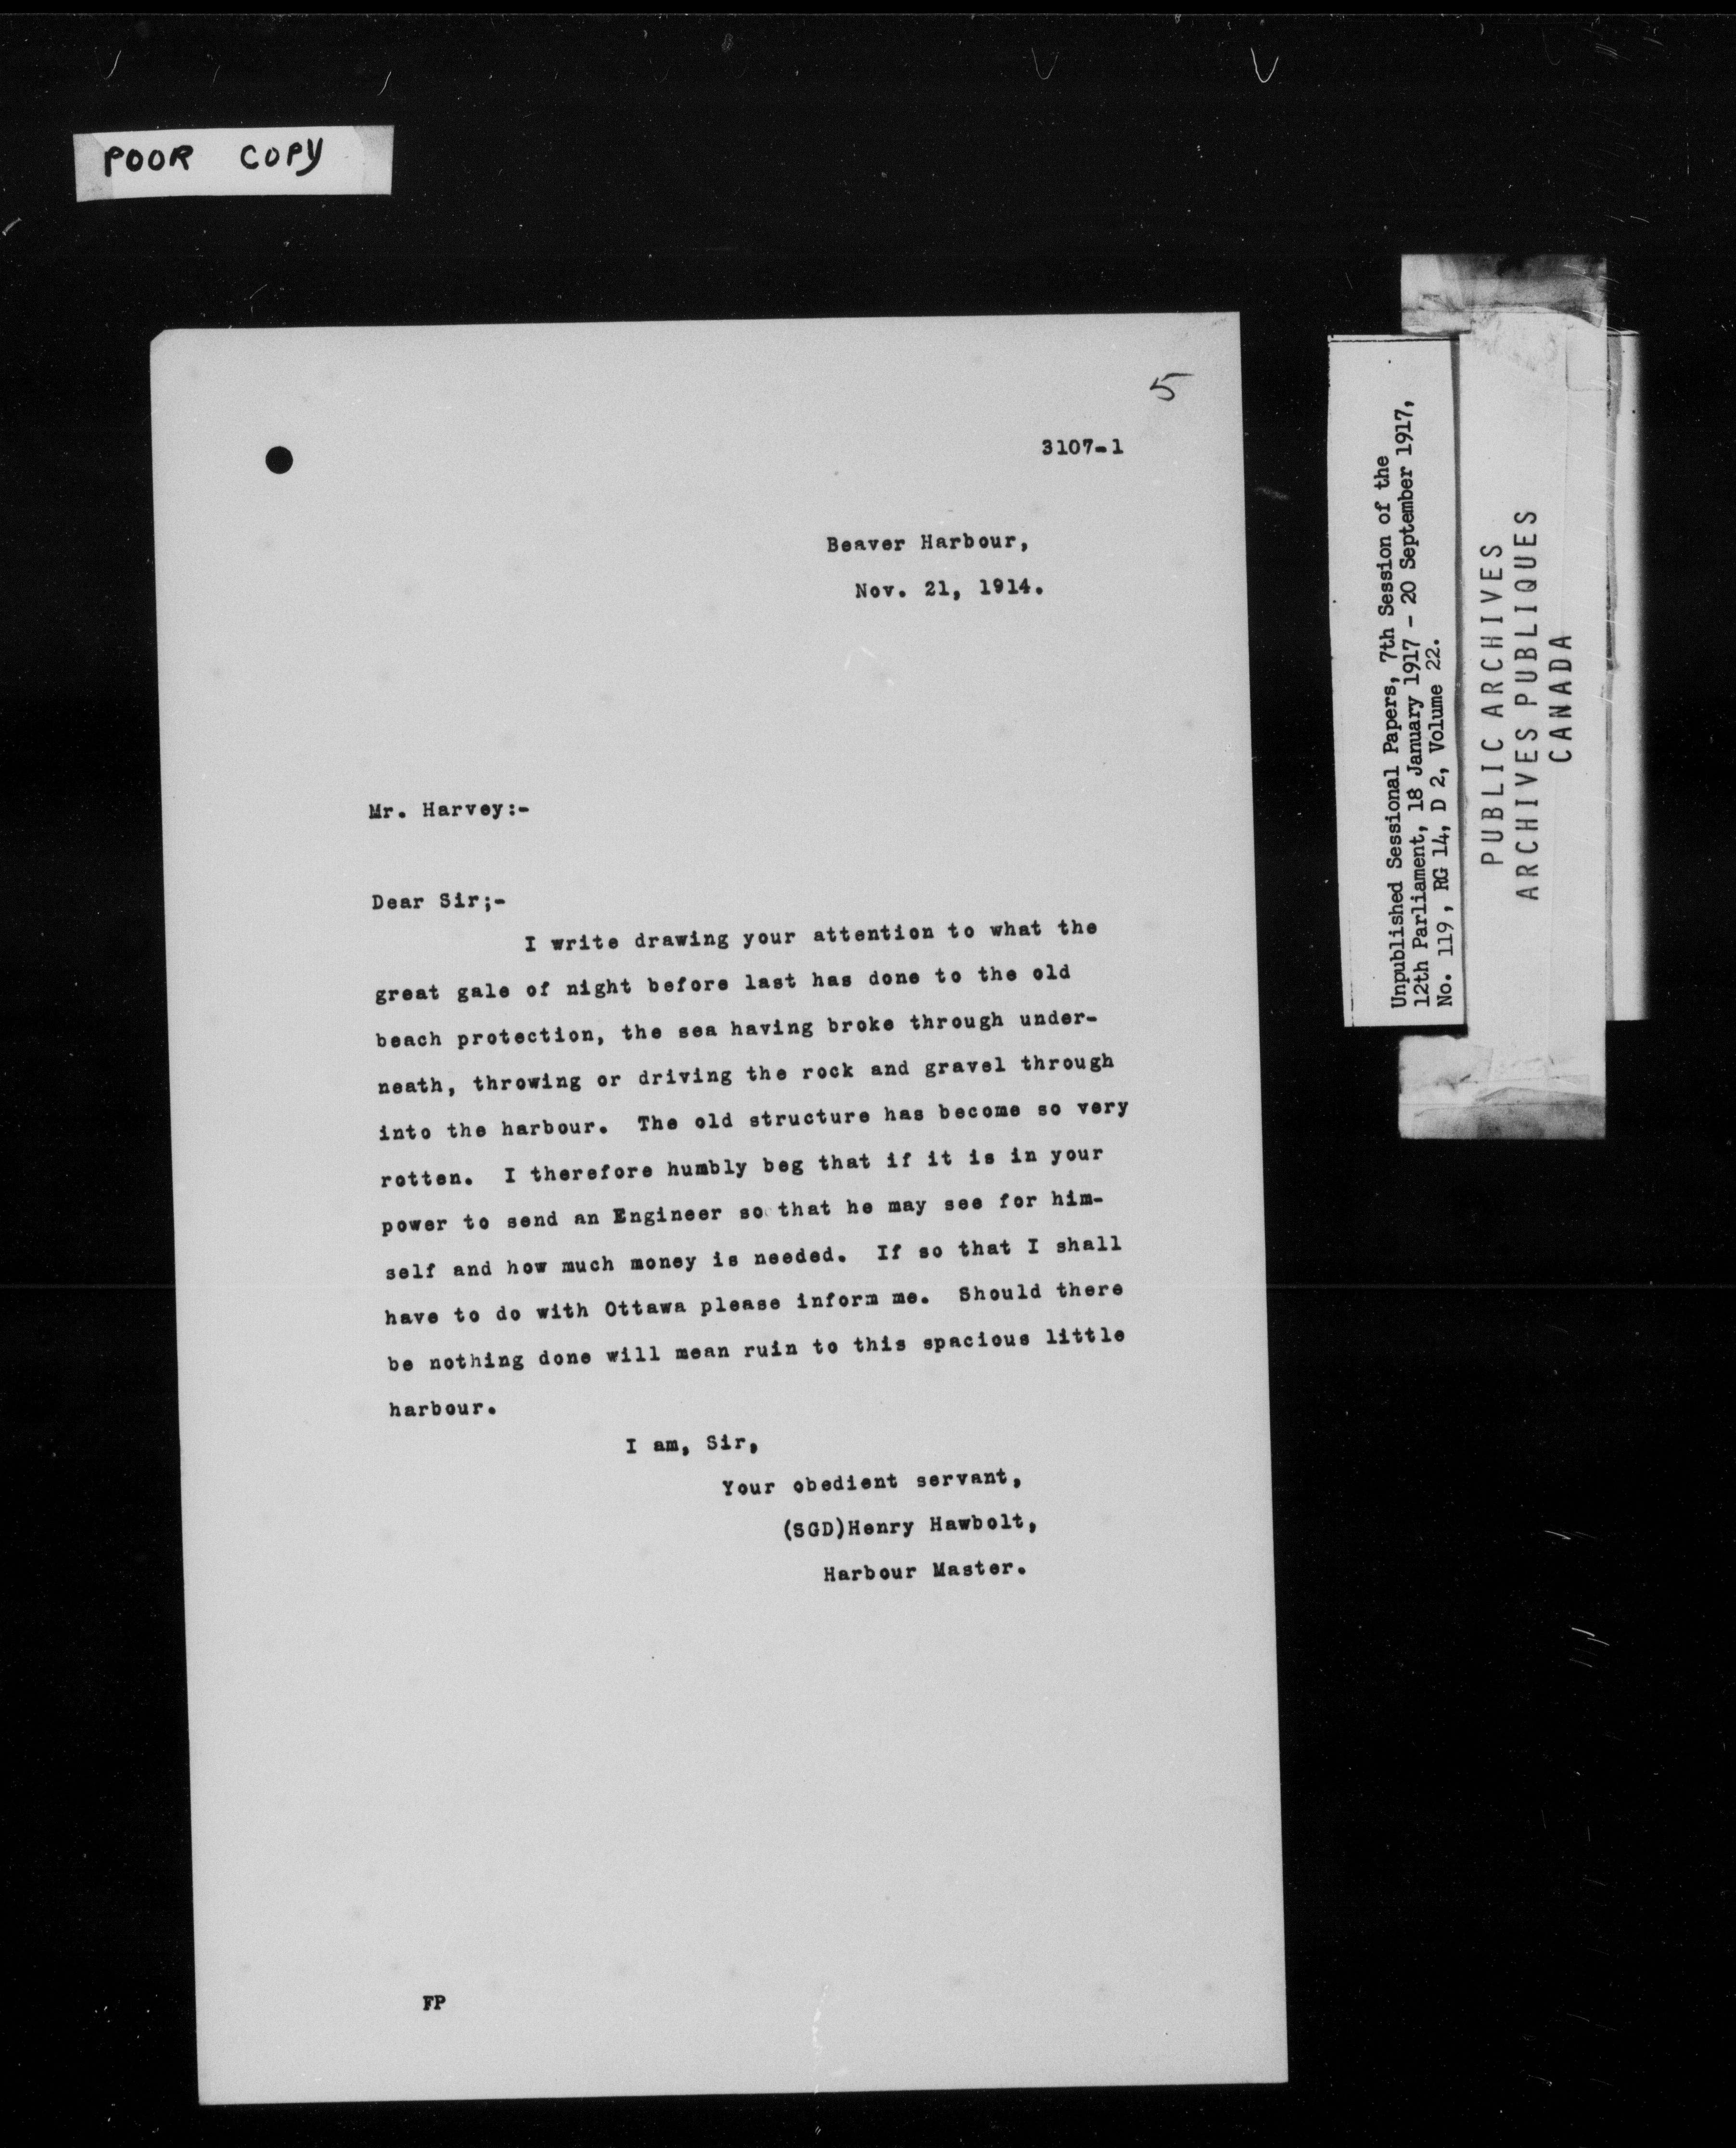 POOR COPY
5
3107-1
Beaver Harbour,
Nov. 21, 1914.
Mr. Harvey:-
Dear Sir;-
I write drawing your attention to what the
great gale of night before last has done to the old
beach protection, the sea having broke through under-
neath, throwing or driving the rock and gravel through
into the harbour. The old structure has become so very
rotten. I therefore humbly beg that if it is in your
power to send an Engineer so that he may see for him-
self and how much money is needed. If so that I shall
have to do with Ottawa please inform me. Should there
be nothing done will mean ruin to this spacious little
harbour.
I am, Sir,
Your obedient servant,
(SGD)Henry Hawbolt,
Harbour Master.
FP
Unpublished Sessional Papers, 7th Session of the
12th Parliament, 18 January 1917 - 20 September 1917,
No. 119, RG 14, D 2, Volume 22.
PUBLIC ARCHIVES
ARCHIVES PUBLIQUES
CANADA